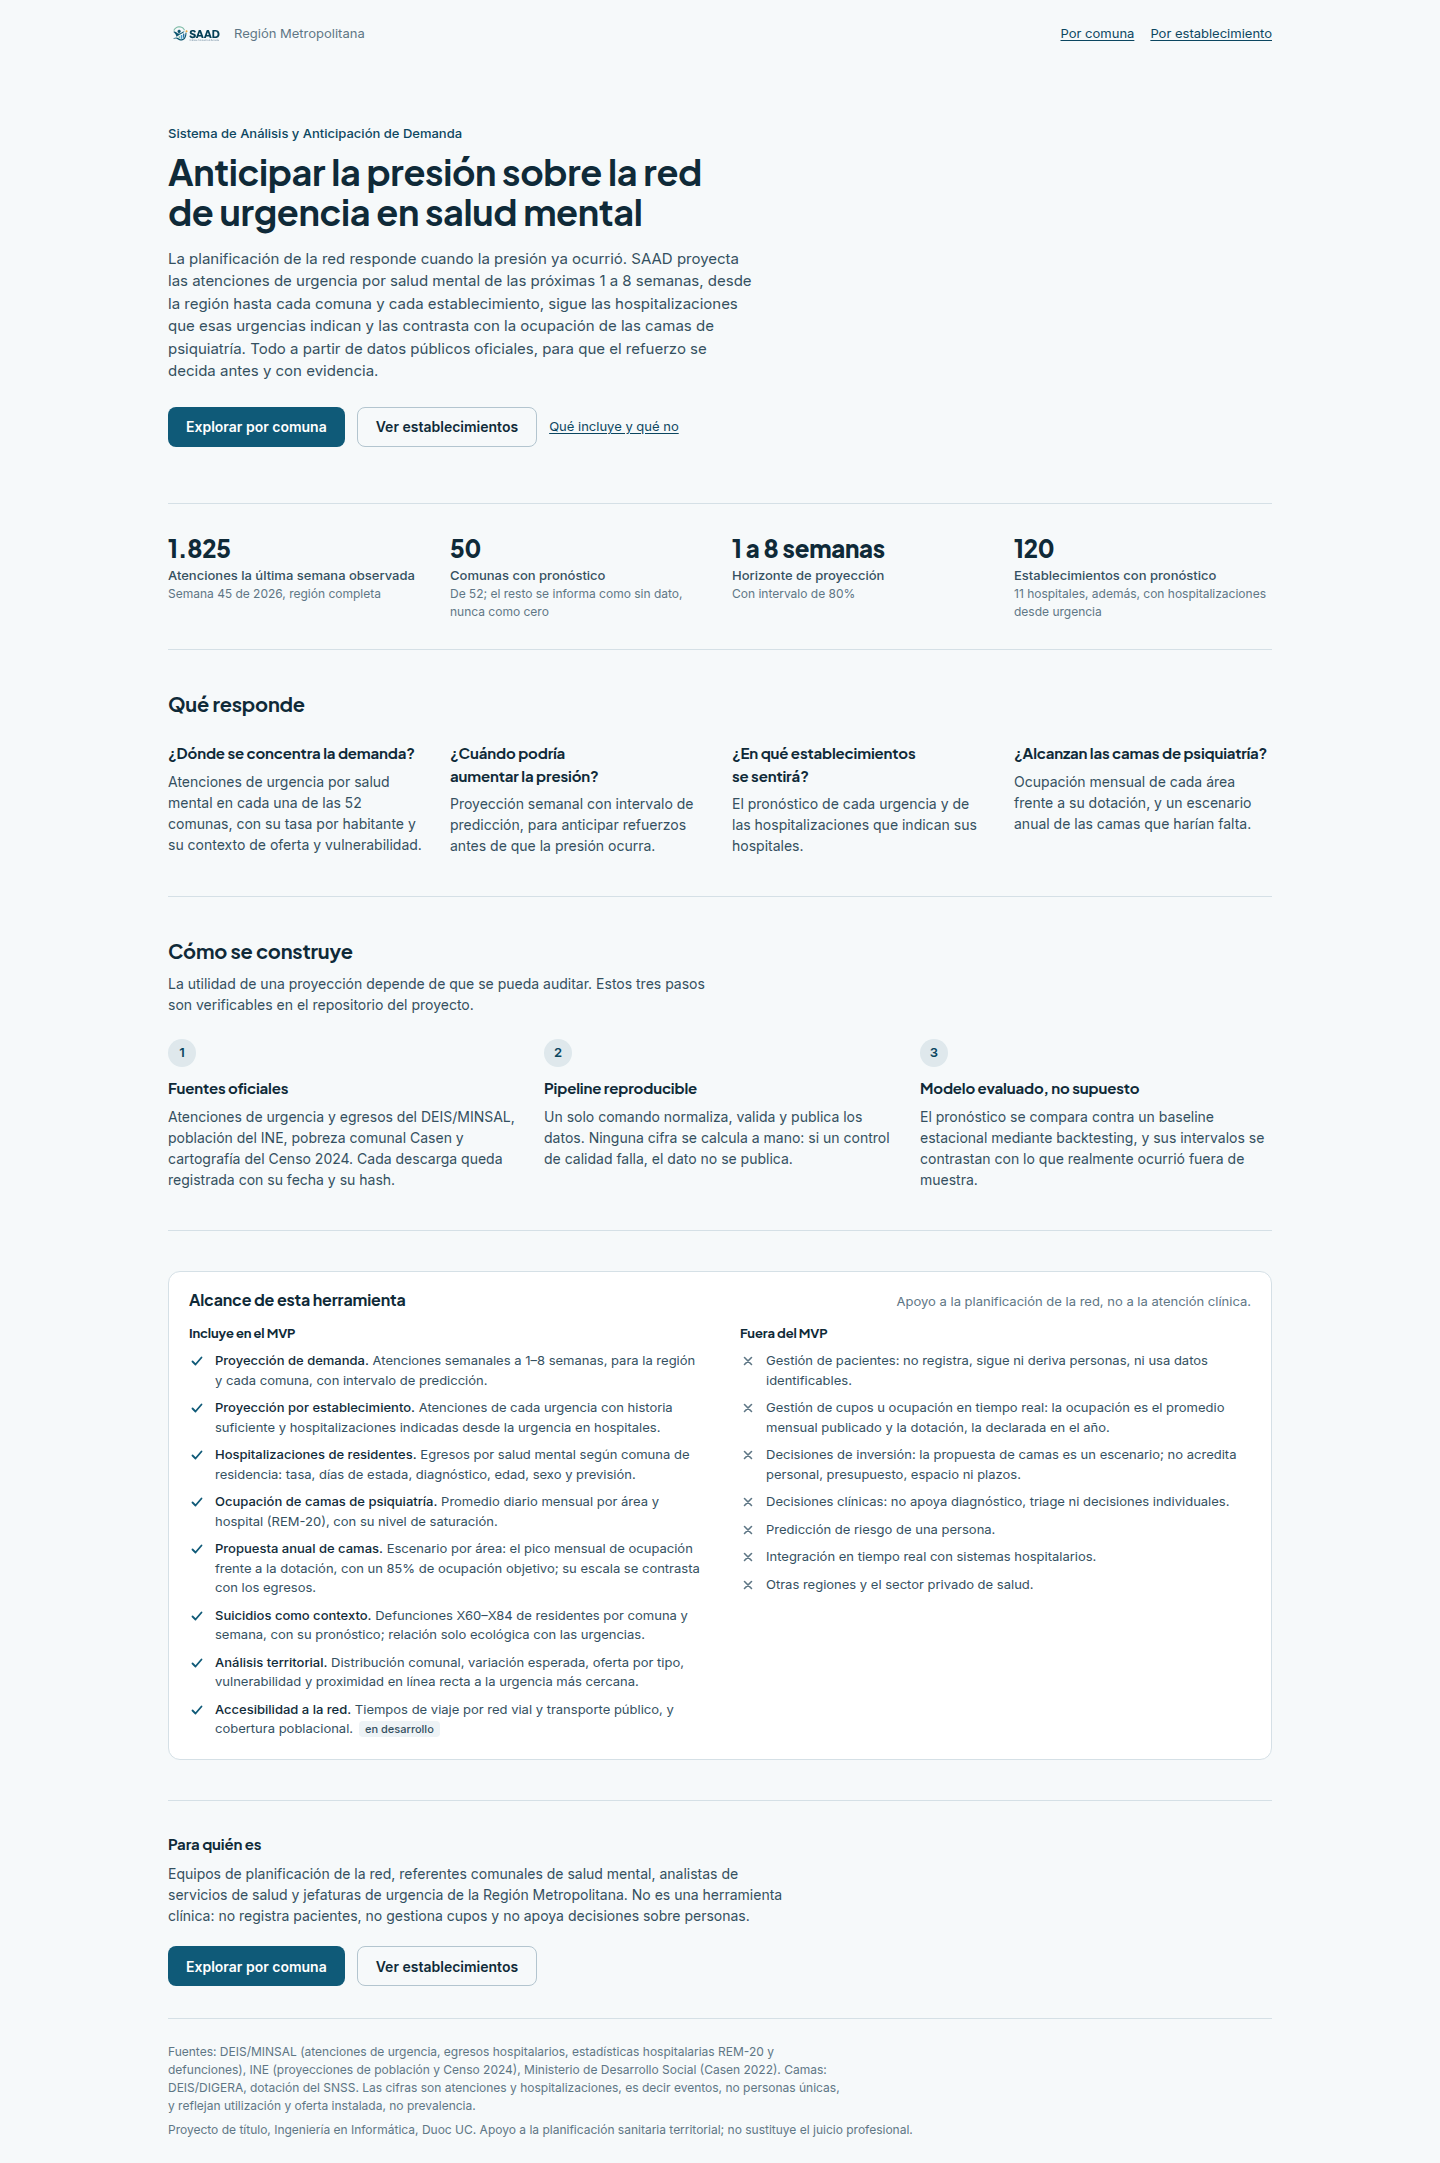 SAAD Región Metropolitana
Por comuna Por establecimiento
Sistema de Análisis y Anticipación de Demanda
Anticipar la presión sobre la red
de urgencia en salud mental
La planificación de la red responde cuando la presión ya ocurrió. SAAD proyecta
las atenciones de urgencia por salud mental de las próximas 1 a 8 semanas, desde
la región hasta cada comuna y cada establecimiento, sigue las hospitalizaciones
que esas urgencias indican y las contrasta con la ocupación de las camas de
psiquiatría. Todo a partir de datos públicos oficiales, para que el refuerzo se
decida antes y con evidencia.
Explorar por comuna Ver establecimientos Qué incluye y qué no
1.825
Atenciones la última semana observada
Semana 45 de 2026, región completa
50
Comunas con pronóstico
De 52; el resto se informa como sin dato,
nunca como cero
1 a 8 semanas
Horizonte de proyección
Con intervalo de 80%
120
Establecimientos con pronóstico
11 hospitales, además, con hospitalizaciones
desde urgencia
Qué responde
¿Dónde se concentra la demanda?
Atenciones de urgencia por salud
mental en cada una de las 52
comunas, con su tasa por habitante y
su contexto de oferta y vulnerabilidad.
¿Cuándo podría
aumentar la presión?
Proyección semanal con intervalo de
predicción, para anticipar refuerzos
antes de que la presión ocurra.
¿En qué establecimientos
se sentirá?
El pronóstico de cada urgencia y de
las hospitalizaciones que indican sus
hospitales.
¿Alcanzan las camas de psiquiatría?
Ocupación mensual de cada área
frente a su dotación, y un escenario
anual de las camas que harían falta.
Cómo se construye
La utilidad de una proyección depende de que se pueda auditar. Estos tres pasos
son verificables en el repositorio del proyecto.
1
Fuentes oficiales
Atenciones de urgencia y egresos del DEIS/MINSAL,
población del INE, pobreza comunal Casen y
cartografía del Censo 2024. Cada descarga queda
registrada con su fecha y su hash.
2
Pipeline reproducible
Un solo comando normaliza, valida y publica los
datos. Ninguna cifra se calcula a mano: si un control
de calidad falla, el dato no se publica.
3
Modelo evaluado, no supuesto
El pronóstico se compara contra un baseline
estacional mediante backtesting, y sus intervalos se
contrastan con lo que realmente ocurrió fuera de
muestra.
Alcance de esta herramienta
Apoyo a la planificación de la red, no a la atención clínica.
Incluye en el MVP
Proyección de demanda. Atenciones semanales a 1–8 semanas, para la región
y cada comuna, con intervalo de predicción.
Proyección por establecimiento. Atenciones de cada urgencia con historia
suficiente y hospitalizaciones indicadas desde la urgencia en hospitales.
Hospitalizaciones de residentes. Egresos por salud mental según comuna de
residencia: tasa, días de estada, diagnóstico, edad, sexo y previsión.
Ocupación de camas de psiquiatría. Promedio diario mensual por área y
hospital (REM-20), con su nivel de saturación.
Propuesta anual de camas. Escenario por área: el pico mensual de ocupación
frente a la dotación, con un 85% de ocupación objetivo; su escala se contrasta
con los egresos.
Suicidios como contexto. Defunciones X60–X84 de residentes por comuna y
semana, con su pronóstico; relación solo ecológica con las urgencias.
Análisis territorial. Distribución comunal, variación esperada, oferta por tipo,
vulnerabilidad y proximidad en línea recta a la urgencia más cercana.
Accesibilidad a la red. Tiempos de viaje por red vial y transporte público, y
cobertura poblacional. en desarrollo
Fuera del MVP
Gestión de pacientes: no registra, sigue ni deriva personas, ni usa datos
identificables.
Gestión de cupos u ocupación en tiempo real: la ocupación es el promedio
mensual publicado y la dotación, la declarada en el año.
Decisiones de inversión: la propuesta de camas es un escenario; no acredita
personal, presupuesto, espacio ni plazos.
Decisiones clínicas: no apoya diagnóstico, triage ni decisiones individuales.
Predicción de riesgo de una persona.
Integración en tiempo real con sistemas hospitalarios.
Otras regiones y el sector privado de salud.
Para quién es
Equipos de planificación de la red, referentes comunales de salud mental, analistas de
servicios de salud y jefaturas de urgencia de la Región Metropolitana. No es una herramienta
clínica: no registra pacientes, no gestiona cupos y no apoya decisiones sobre personas.
Explorar por comuna Ver establecimientos
Fuentes: DEIS/MINSAL (atenciones de urgencia, egresos hospitalarios, estadísticas hospitalarias REM-20 y
defunciones), INE (proyecciones de población y Censo 2024), Ministerio de Desarrollo Social (Casen 2022). Camas:
DEIS/DIGERA, dotación del SNSS. Las cifras son atenciones y hospitalizaciones, es decir eventos, no personas únicas,
y reflejan utilización y oferta instalada, no prevalencia.
Proyecto de título, Ingeniería en Informática, Duoc UC. Apoyo a la planificación sanitaria territorial; no sustituye el juicio profesional.